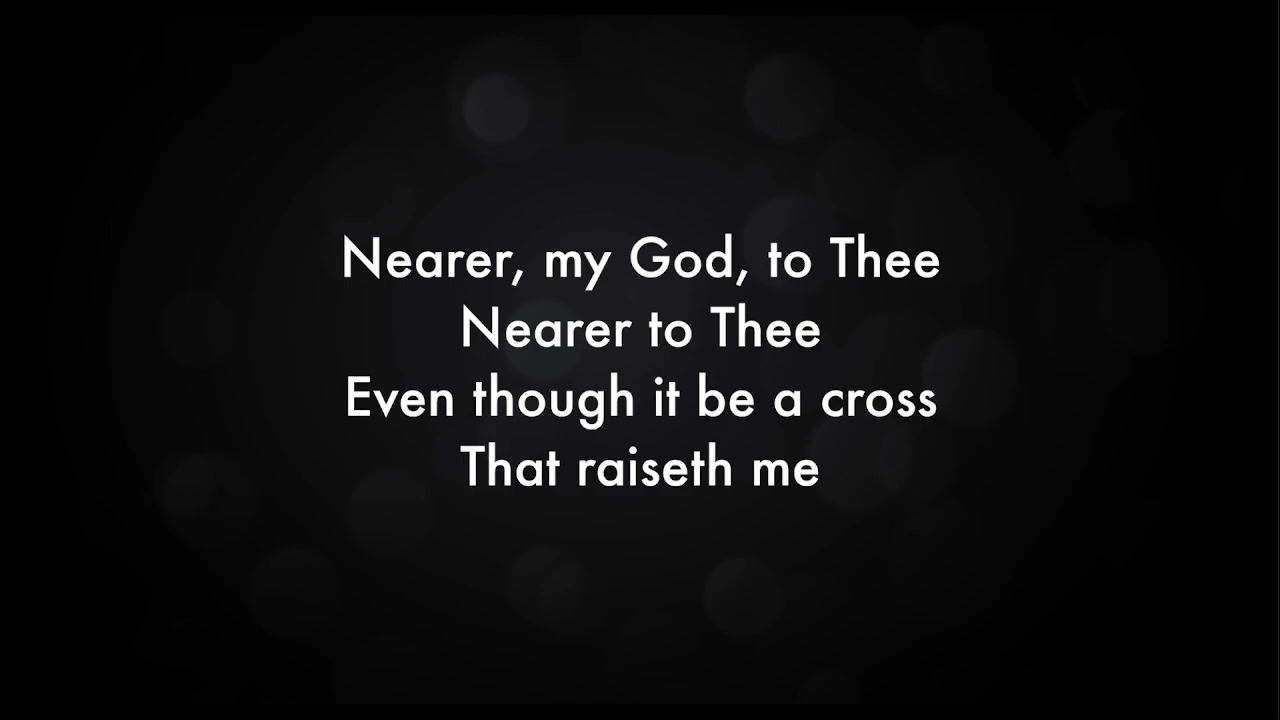 Nearer, my God, to Thee
Nearer to Thee
Even though it be a cross
That raiseth me